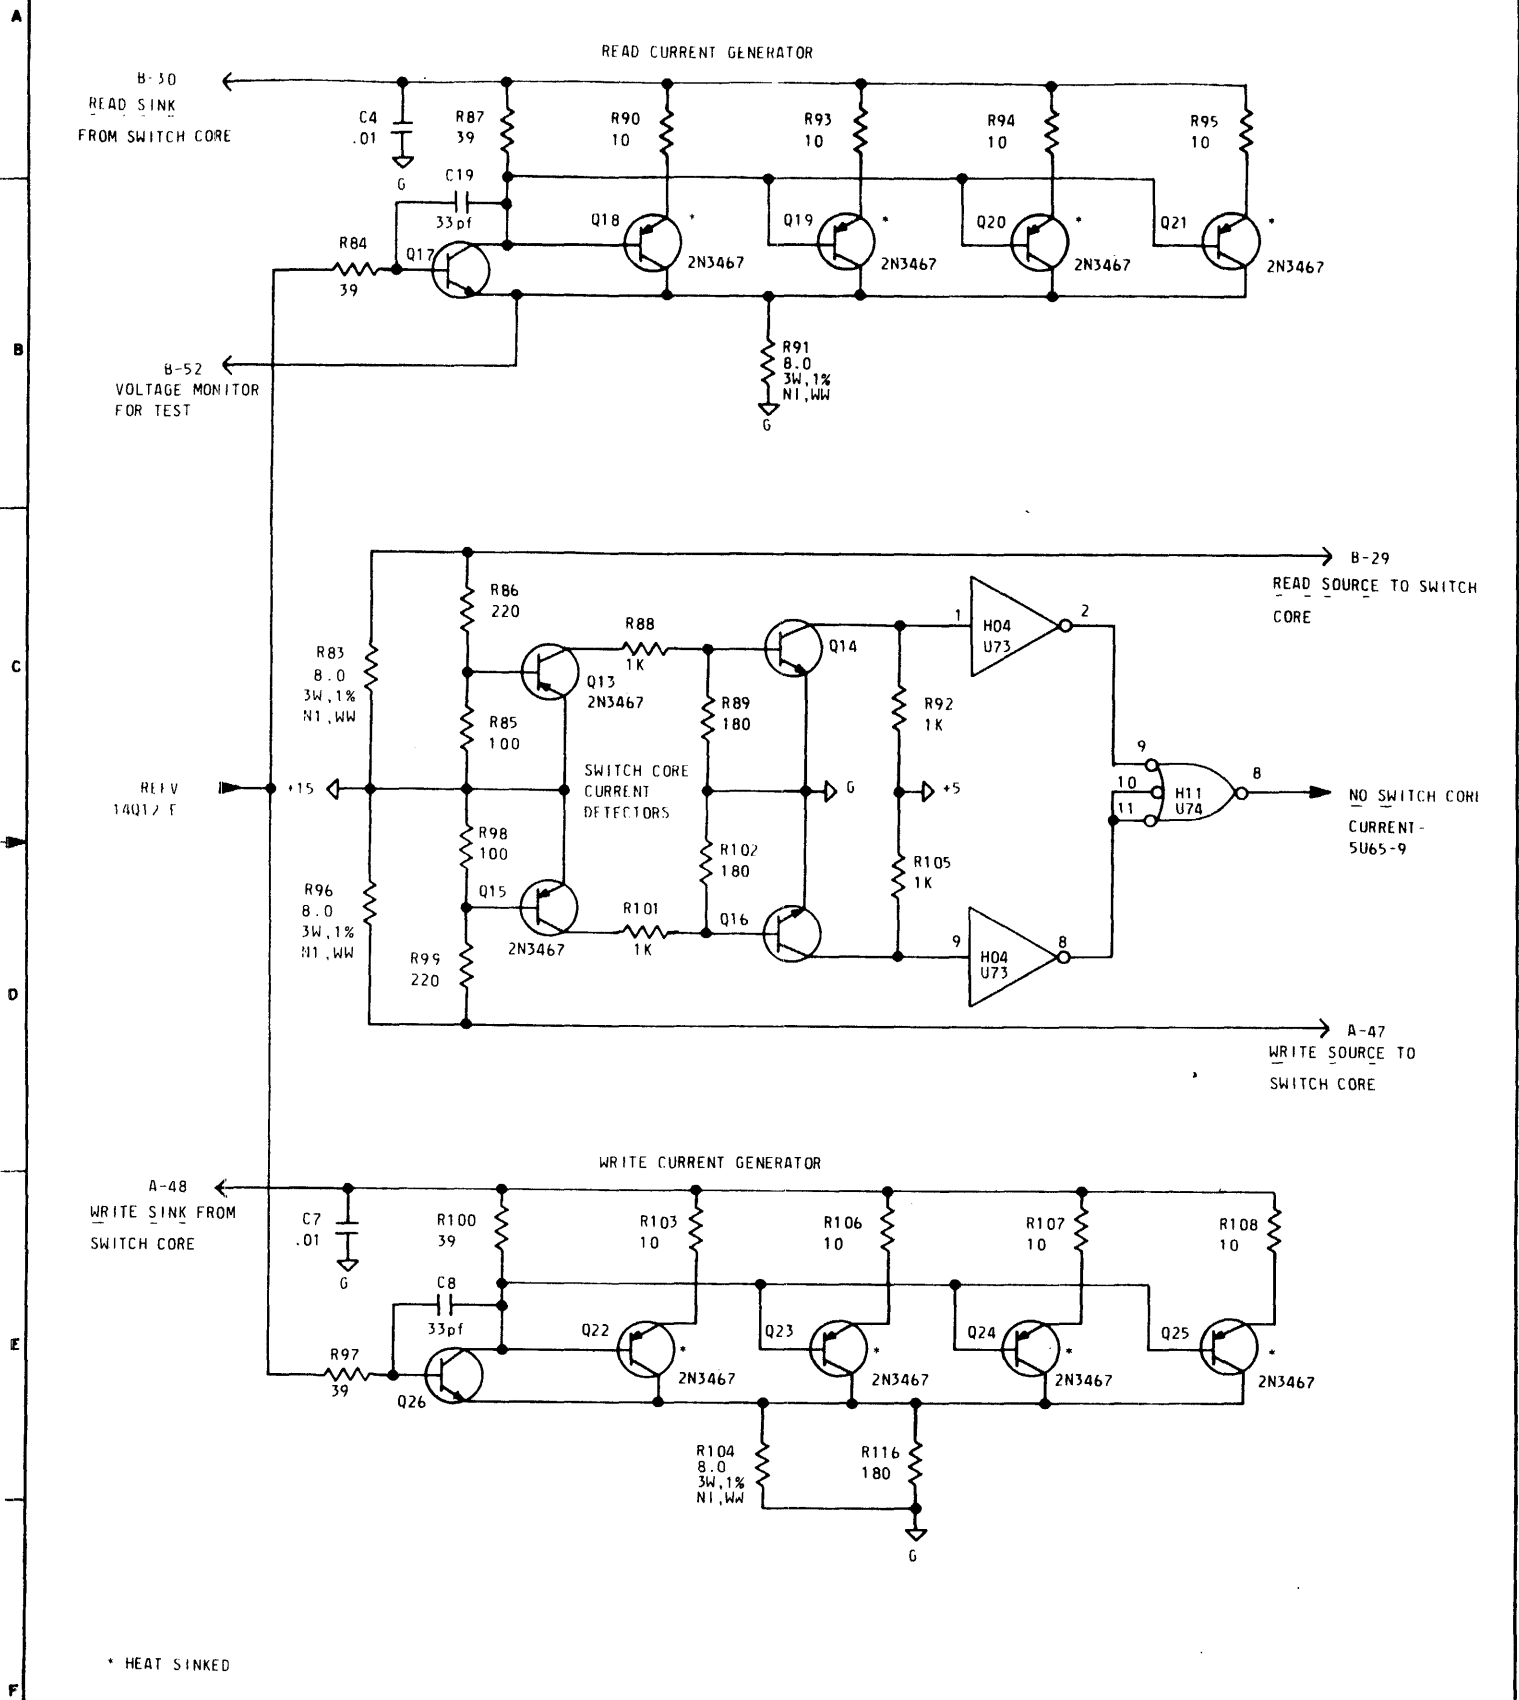 A
READ CURRENT GENERATOR
B-30
READ SINK
FROM SWITCH CORE
C4
.01
G
R87
39
R90
10
R93
10
R94
10
R95
10
C19
33pf
R84
39
Q17
Q18
*
2N3467
Q19
*
2N3467
Q20
*
2N3467
Q21
*
2N3467
B
B-52
VOLTAGE MONITOR
FOR TEST
R91
8.0
3W,1%
NI,WW
G
B-29
READ SOURCE TO SWITCH
CORE
R86
220
R88
1K
Q14
1
H04
U73
2
C
R83
8.0
3W,1%
NI,WW
Q13
2N3467
R85
100
R89
180
R92
1K
SWITCH CORE
CURRENT
DETECTORS
REFV
+15
G
+5
9
10
11
H11
U74
8
NO SWITCH CORE
CURRENT-
5U65-9
R98
100
R102
180
R105
1K
R96
8.0
3W,1%
NI,WW
Q15
2N3467
R101
1K
Q16
9
H04
U73
8
R99
220
D
A-47
WRITE SOURCE TO
SWITCH CORE
WRITE CURRENT GENERATOR
A-48
WRITE SINK FROM
SWITCH CORE
C7
.01
G
R100
39
R103
10
R106
10
R107
10
R108
10
C8
33pf
E
R97
39
Q26
Q22
*
2N3467
Q23
*
2N3467
Q24
*
2N3467
Q25
*
2N3467
R104
8.0
3W,1%
NI,WW
R116
180
G
* HEAT SINKED
F